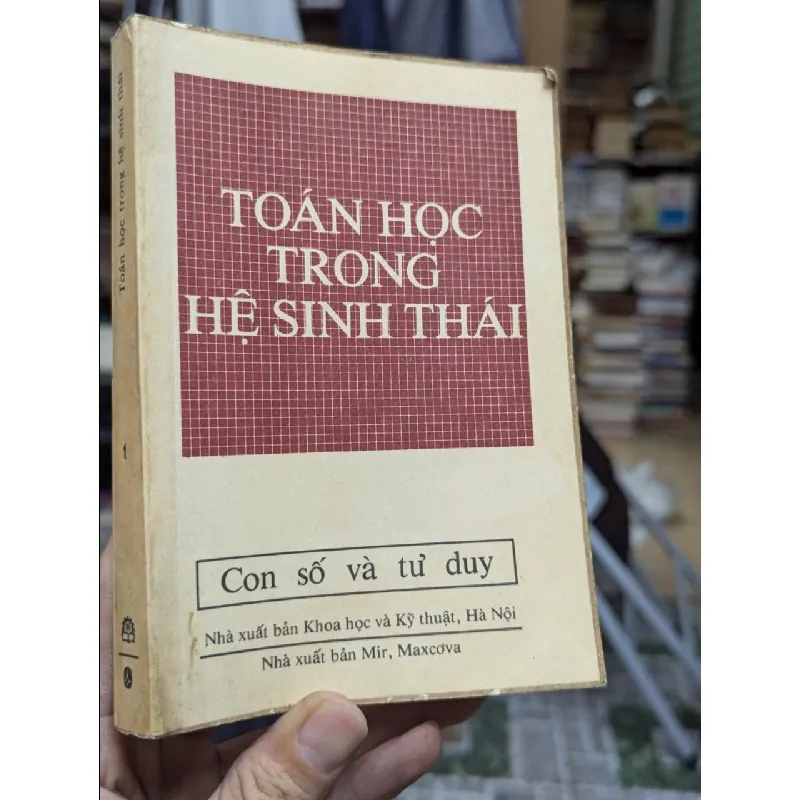 Toán học trong hệ sinh thái
1
TOÁN HỌC
TRONG
HỆ SINH THÁI
Con số và tư duy
Nhà xuất bản Khoa học và Kỹ thuật, Hà Nội
Nhà xuất bản Mir, Maxcơva